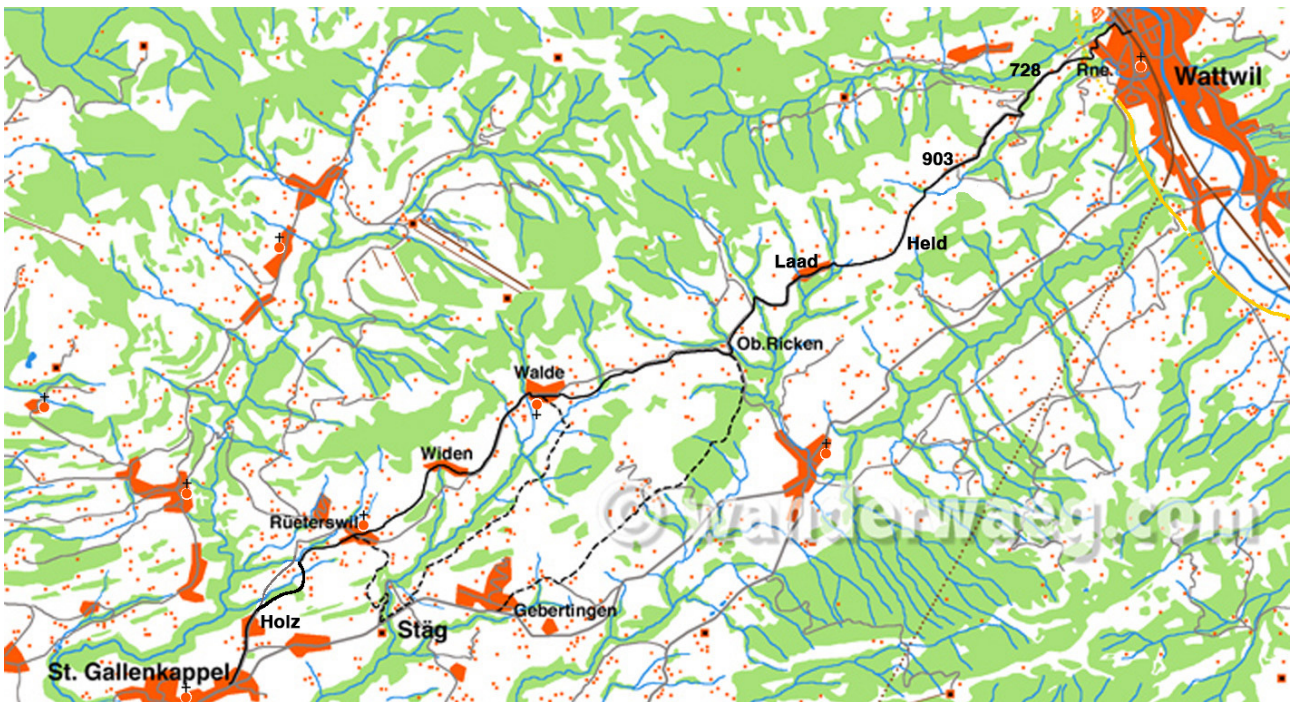 728
Rne.
Wattwil
903
Held
Laad
Ob.Ricken
Walde
Widen
Rüeterswil
© wanderwaeg.com
Gebertingen
Holz
Stäg
St. Gallenkappel